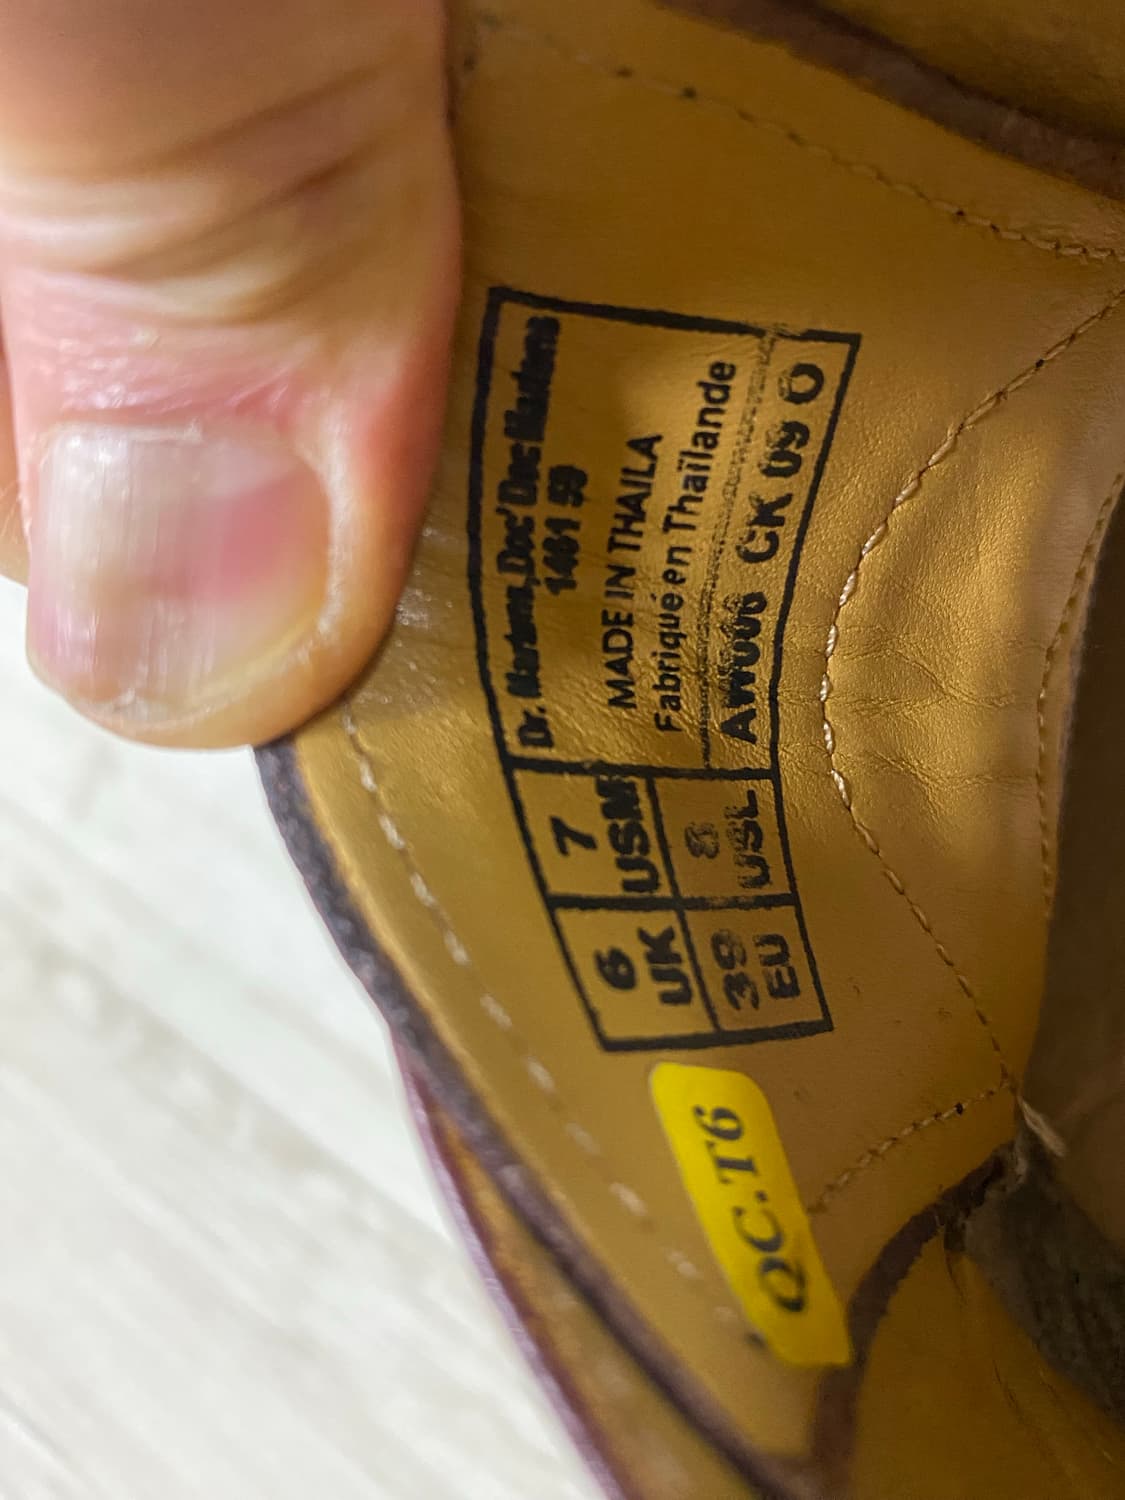 Dr. Martens, Doc' Doc Martens
1461 59
MADE IN THAILA
Fabriqué en Thaïlande
AW006 CK 09 O
7
USM
8
USL
6
UK
39
EU
QC.T6